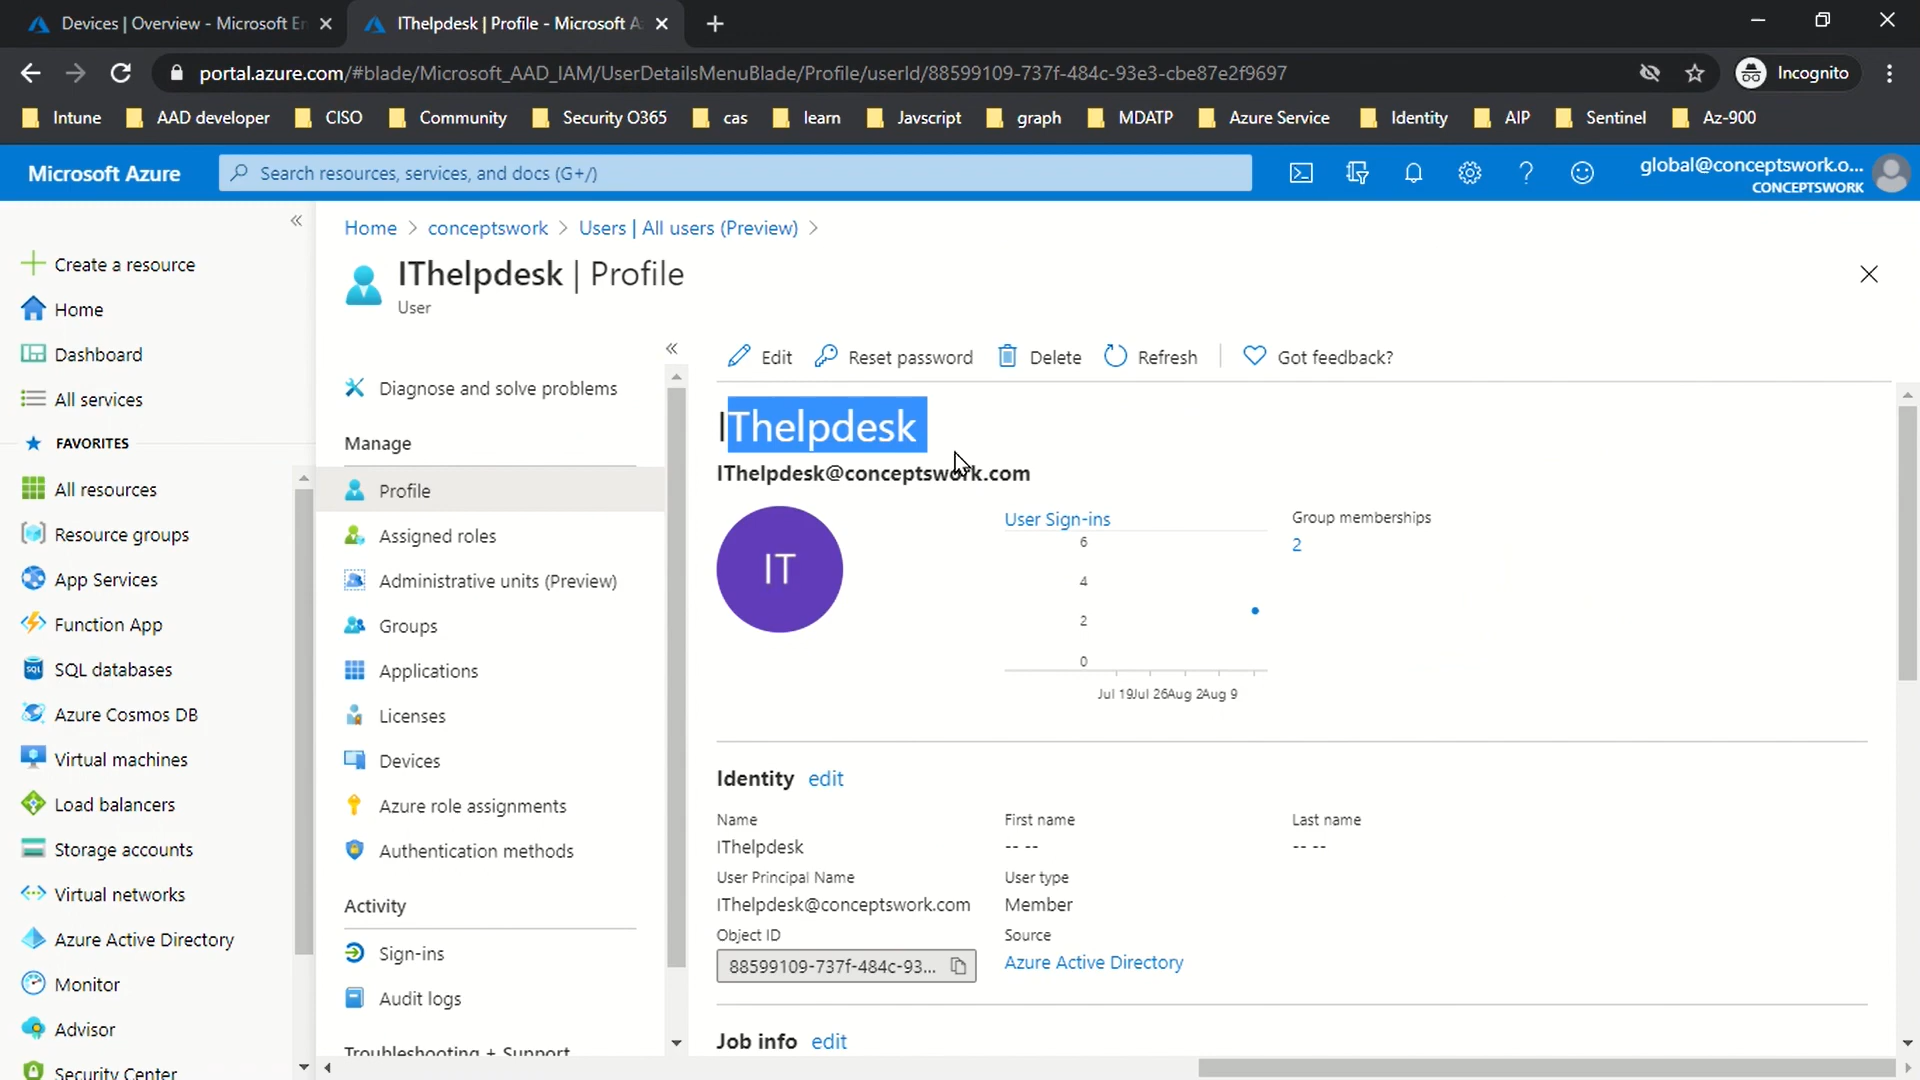 Devices | Overview - Microsoft En
IThelpdesk | Profile - Microsoft A
portal.azure.com/#blade/Microsoft_AAD_IAM/UserDetailsMenuBlade/Profile/userId/88599109-737f-484c-93e3-cbe87e2f9697
Incognito
Intune AAD developer CISO Community Security O365 cas learn Javscript graph MDATP Azure Service Identity AIP Sentinel Az-900
Microsoft Azure
Search resources, services, and docs (G+/)
global@conceptswork.o...
CONCEPTSWORK
Create a resource
Home
Dashboard
All services
FAVORITES
All resources
Resource groups
App Services
Function App
SQL databases
Azure Cosmos DB
Virtual machines
Load balancers
Storage accounts
Virtual networks
Azure Active Directory
Monitor
Advisor
Security Center
Home > conceptswork > Users | All users (Preview) >
IThelpdesk | Profile
User
Diagnose and solve problems
Manage
Profile
Assigned roles
Administrative units (Preview)
Groups
Applications
Licenses
Devices
Azure role assignments
Authentication methods
Activity
Sign-ins
Audit logs
Troubleshooting + Support
Edit Reset password Delete Refresh Got feedback?
IThelpdesk
IThelpdesk@conceptswork.com
IT
User Sign-ins
6
4
2
0
Jul 19 Jul 26 Aug 2 Aug 9
Group memberships
2
Identity edit
Name
IThelpdesk
First name
-- --
Last name
-- --
User Principal Name
IThelpdesk@conceptswork.com
User type
Member
Object ID
88599109-737f-484c-93...
Source
Azure Active Directory
Job info edit